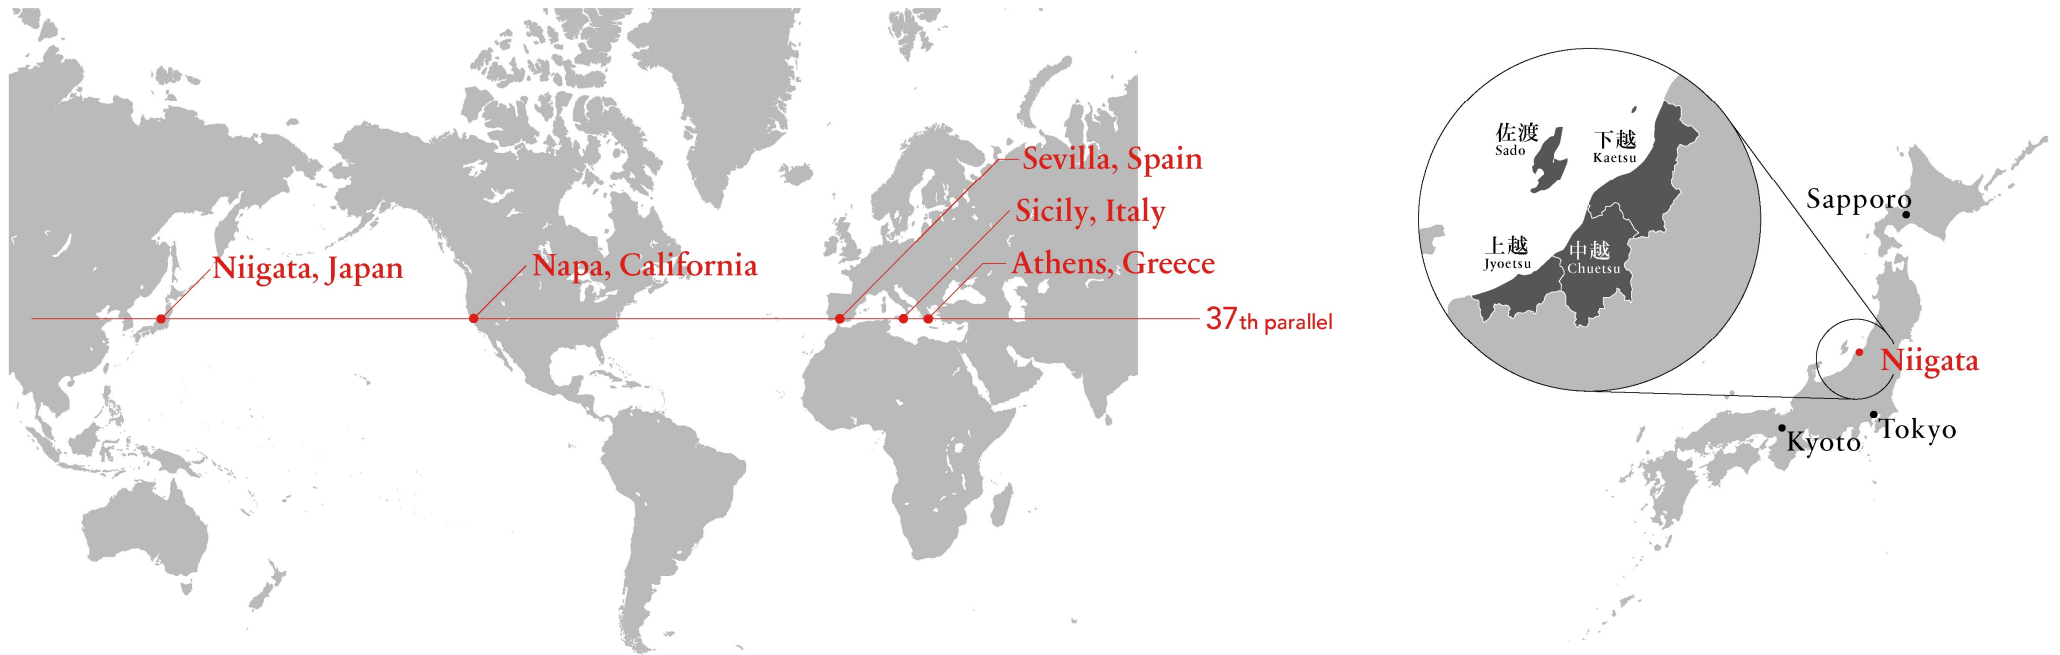 Sevilla, Spain
Sicily, Italy
Niigata, Japan
Napa, California
Athens, Greece
37th parallel
佐渡
Sado
下越
Kaetsu
上越
Jyoetsu
中越
Chuetsu
Sapporo
Niigata
Tokyo
Kyoto